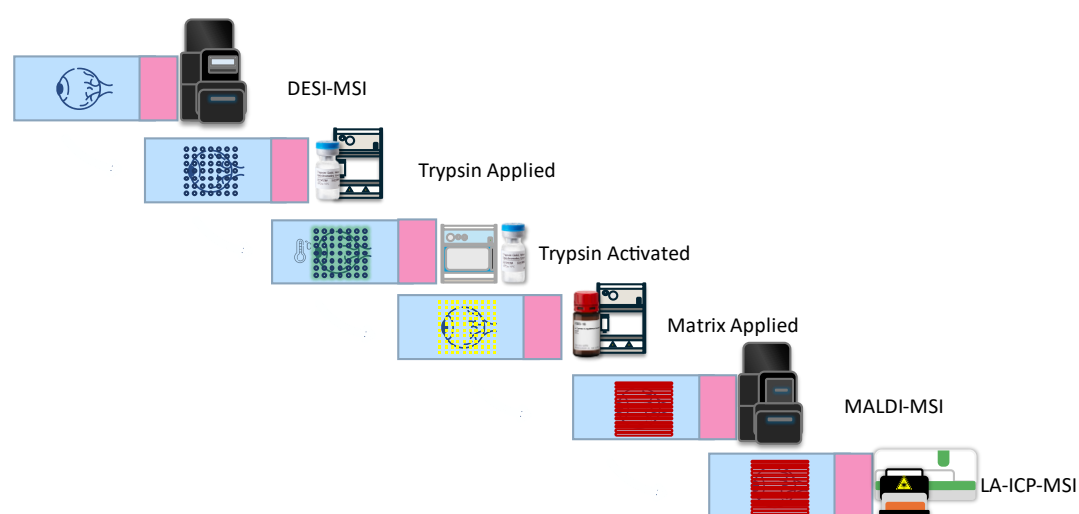 DESI-MSI
Trypsin Applied
Trypsin Activated
Matrix Applied
MALDI-MSI
LA-ICP-MSI